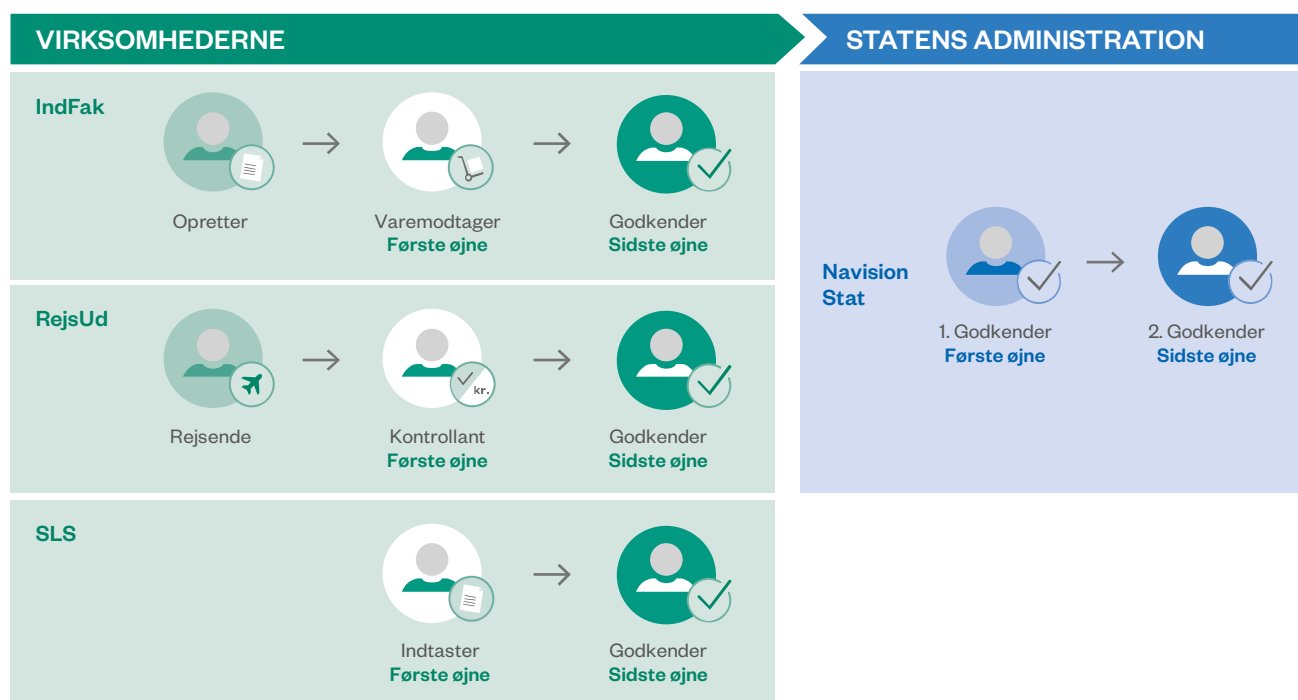 VIRKSOMHEDERNE
STATENS ADMINISTRATION
IndFak
Opretter
Varemodtager
Første øjne
Godkender
Sidste øjne
RejsUd
kr.
Rejsende
Kontrollant
Første øjne
Godkender
Sidste øjne
SLS
Indtaster
Første øjne
Godkender
Sidste øjne
Navision
Stat
1. Godkender
Første øjne
2. Godkender
Sidste øjne